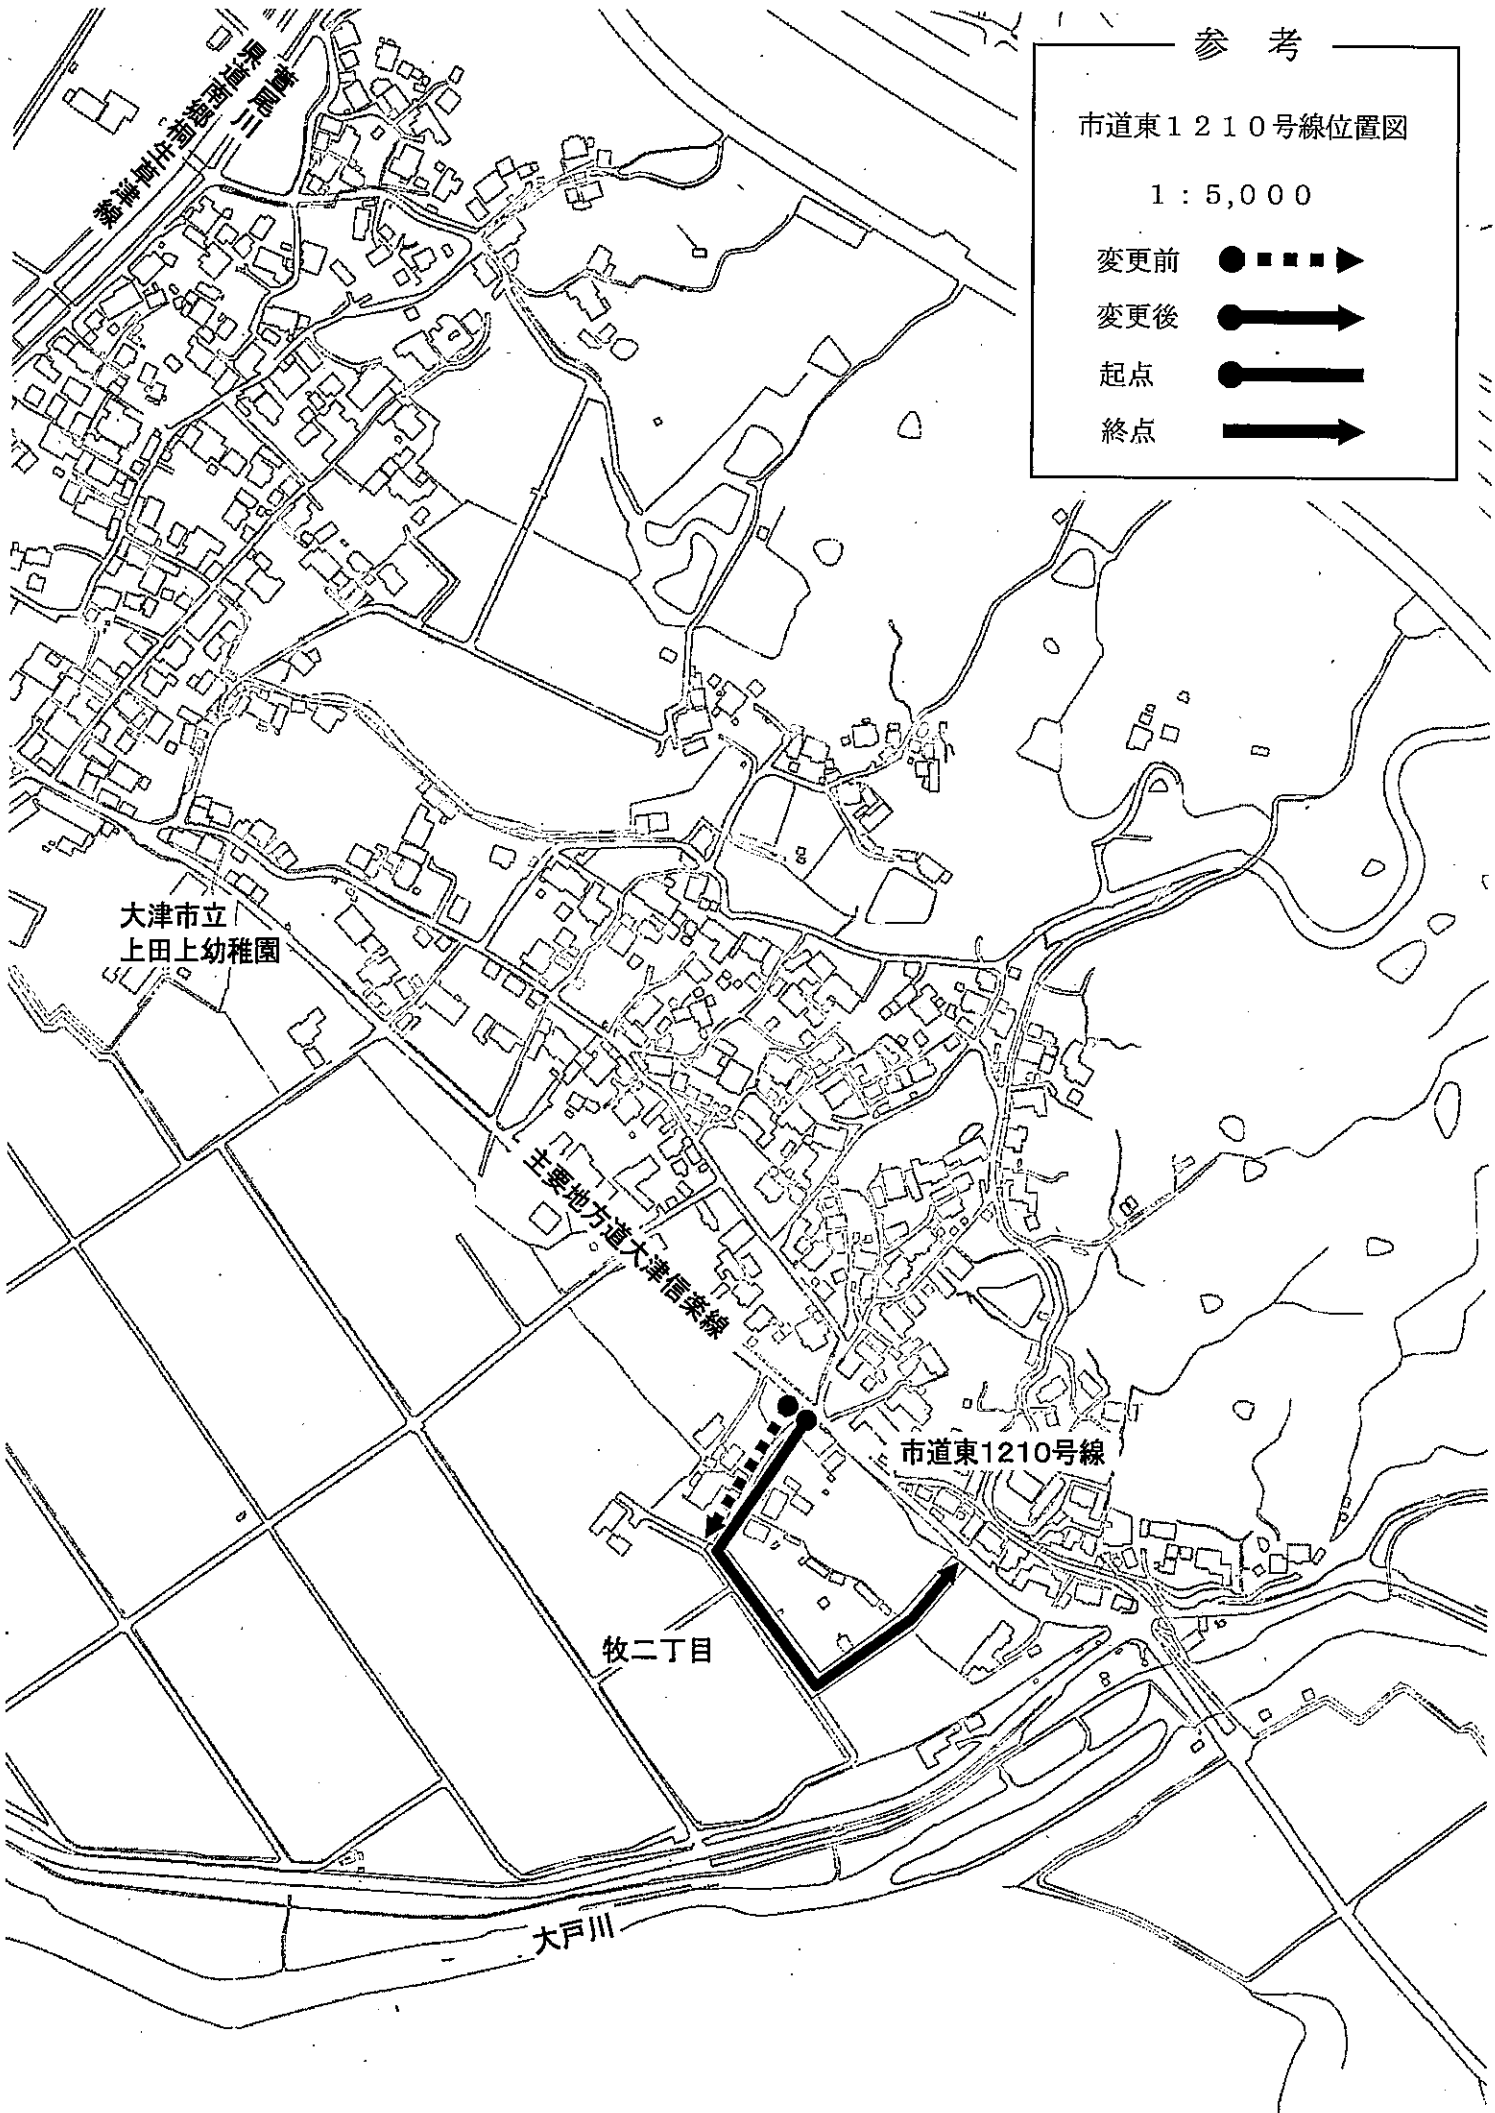 参 考
市道東1210号線位置図
1:5,000
変更前
変更後
起点
終点
菅尾川
県道南郷桐生草津線
大津市立
上田上幼稚園
主要地方道大津信楽線
市道東1210号線
牧二丁目
大戸川